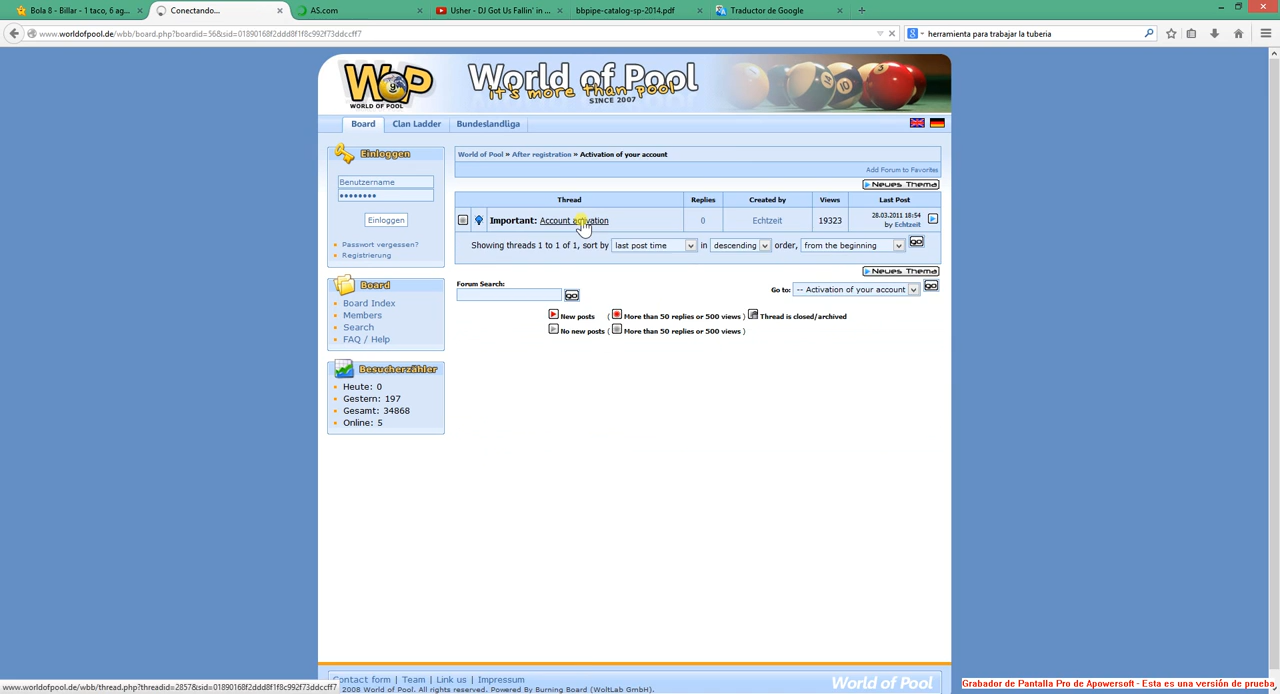 Bola 8 - Billar - 1 taco, 6 ag... Conectando... AS.com Usher - DJ Got Us Fallin' in ... bbpipe-catalog-sp-2014.pdf Traductor de Google
www.worldofpool.de/wbb/board.php?boardid=56&sid=01890168f2ddd8f1f8c992f73ddccff7 herramienta para trabajar la tuberia
WOP World of Pool
it's more than pool
WORLD OF POOL SINCE 2007
Board Clan Ladder Bundeslandliga
Einloggen
Benutzername
••••••••
Einloggen
Passwort vergessen?
Registrierung
Board
Board Index
Members
Search
FAQ / Help
Besucherzähler
Heute: 0
Gestern: 197
Gesamt: 34868
Online: 5
World of Pool » After registration » Activation of your account
Add Forum to Favorites
Neues Thema
Thread Replies Created by Views Last Post
Important: Account activation 0 Echtzeit 19323 28.03.2011 18:54
by Echtzeit
Showing threads 1 to 1 of 1, sort by last post time in descending order, from the beginning GO
Neues Thema
Forum Search: GO
Go to: -- Activation of your account GO
New posts ( More than 50 replies or 500 views ) Thread is closed/archived
No new posts ( More than 50 replies or 500 views )
Contact form | Team | Link us | Impressum
2008 World of Pool. All rights reserved. Powered By Burning Board (WoltLab GmbH).
World of Pool
www.worldofpool.de/wbb/thread.php?threadid=2857&sid=01890168f2ddd8f1f8c992f73ddccff7
Grabador de Pantalla Pro de Apowersoft - Esta es una versión de prueba